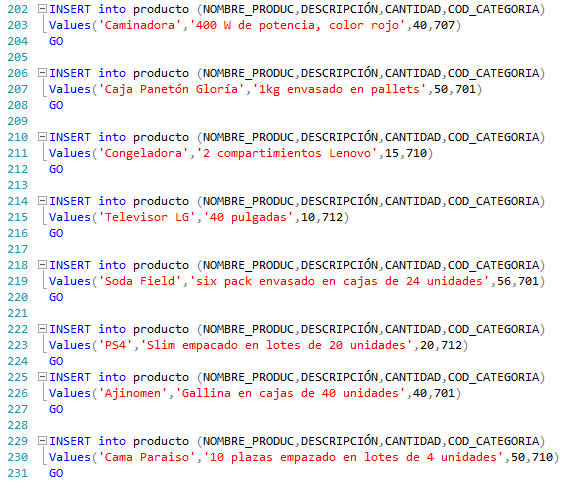 202 INSERT into producto (NOMBRE_PRODUC,DESCRIPCIÓN,CANTIDAD,COD_CATEGORIA)
203 Values('Caminadora','400 W de potencia, color rojo',40,707)
204 GO
205
206 INSERT into producto (NOMBRE_PRODUC,DESCRIPCIÓN,CANTIDAD,COD_CATEGORIA)
207 Values('Caja Panetón Gloría','1kg envasado en pallets',50,701)
208 GO
209
210 INSERT into producto (NOMBRE_PRODUC,DESCRIPCIÓN,CANTIDAD,COD_CATEGORIA)
211 Values('Congeladora','2 compartimientos Lenovo',15,710)
212 GO
213
214 INSERT into producto (NOMBRE_PRODUC,DESCRIPCIÓN,CANTIDAD,COD_CATEGORIA)
215 Values('Televisor LG','40 pulgadas',10,712)
216 GO
217
218 INSERT into producto (NOMBRE_PRODUC,DESCRIPCIÓN,CANTIDAD,COD_CATEGORIA)
219 Values('Soda Field','six pack envasado en cajas de 24 unidades',56,701)
220 GO
221
222 INSERT into producto (NOMBRE_PRODUC,DESCRIPCIÓN,CANTIDAD,COD_CATEGORIA)
223 Values('PS4','Slim empacado en lotes de 20 unidades',20,712)
224 GO
225 INSERT into producto (NOMBRE_PRODUC,DESCRIPCIÓN,CANTIDAD,COD_CATEGORIA)
226 Values('Ajinomen','Gallina en cajas de 40 unidades',40,701)
227 GO
228
229 INSERT into producto (NOMBRE_PRODUC,DESCRIPCIÓN,CANTIDAD,COD_CATEGORIA)
230 Values('Cama Paraiso','10 plazas empazado en lotes de 4 unidades',50,710)
231 GO